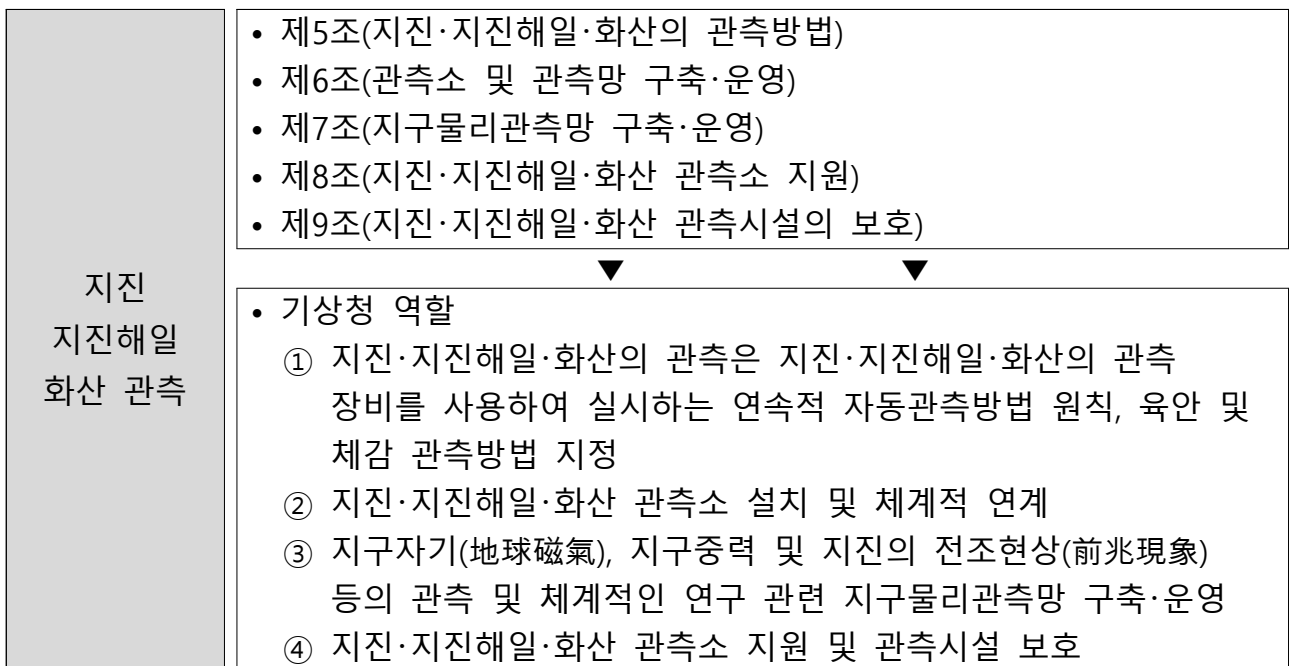 지진
지진해일
화산 관측
• 제5조(지진·지진해일·화산의 관측방법)
• 제6조(관측소 및 관측망 구축·운영)
• 제7조(지구물리관측망 구축·운영)
• 제8조(지진·지진해일·화산 관측소 지원)
• 제9조(지진·지진해일·화산 관측시설의 보호)
▼ ▼
• 기상청 역할
① 지진·지진해일·화산의 관측은 지진·지진해일·화산의 관측
장비를 사용하여 실시하는 연속적 자동관측방법 원칙, 육안 및
체감 관측방법 지정
② 지진·지진해일·화산 관측소 설치 및 체계적 연계
③ 지구자기(地球磁氣), 지구중력 및 지진의 전조현상(前兆現象)
등의 관측 및 체계적인 연구 관련 지구물리관측망 구축·운영
④ 지진·지진해일·화산 관측소 지원 및 관측시설 보호